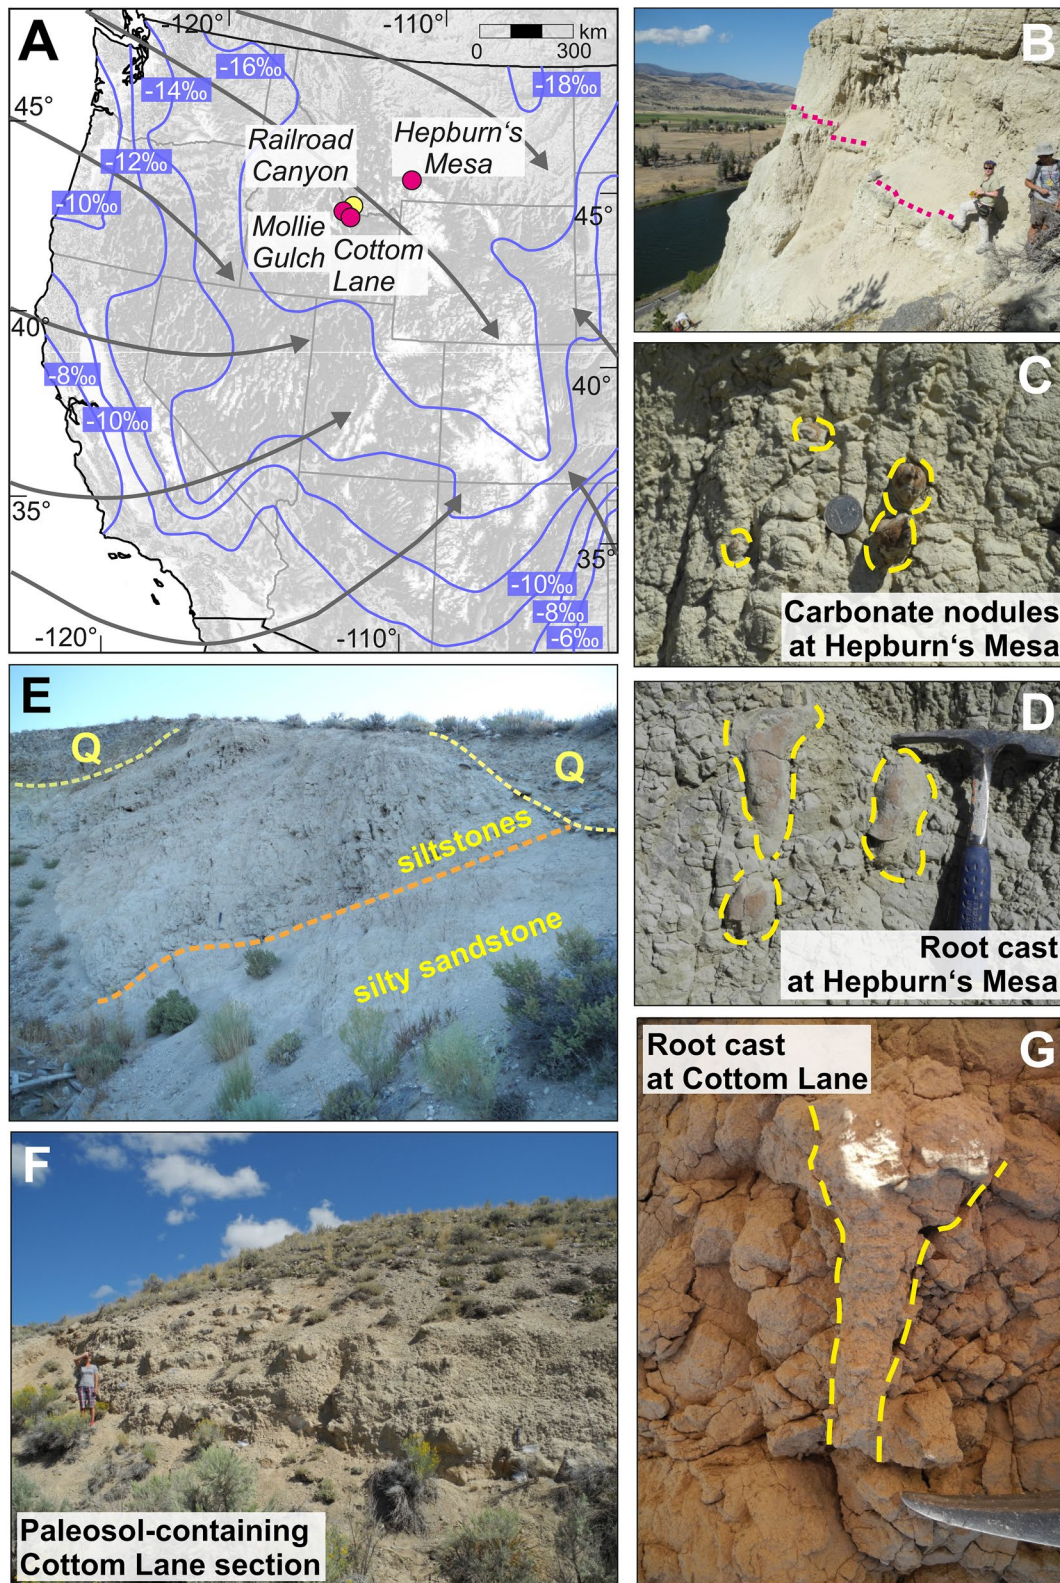 A
-120°
-110°
km
0
300
-16‰
-14‰
-18‰
45°
Railroad
Canyon
Hepburn‘s
Mesa
-12‰
-10‰
45°
Mollie
Gulch
Cottom
Lane
40°
-8‰
40°
-10‰
35°
35°
-10‰
-8‰
-6‰
-120°
-110°
B
C
Carbonate nodules
at Hepburn‘s Mesa
D
Root cast
at Hepburn‘s Mesa
E
Q
Q
siltstones
silty sandstone
F
Paleosol-containing
Cottom Lane section
Root cast
at Cottom Lane
G